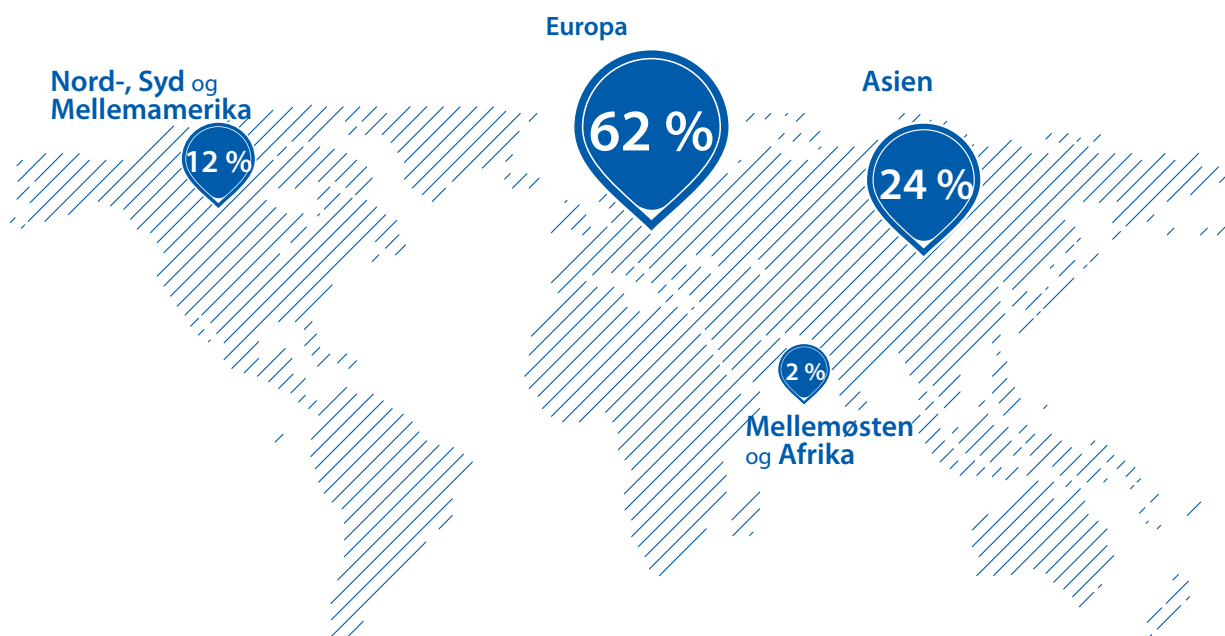 Europa
62 %
Nord-, Syd og
Mellemamerika
12 %
Asien
24 %
2 %
Mellemøsten
og Afrika